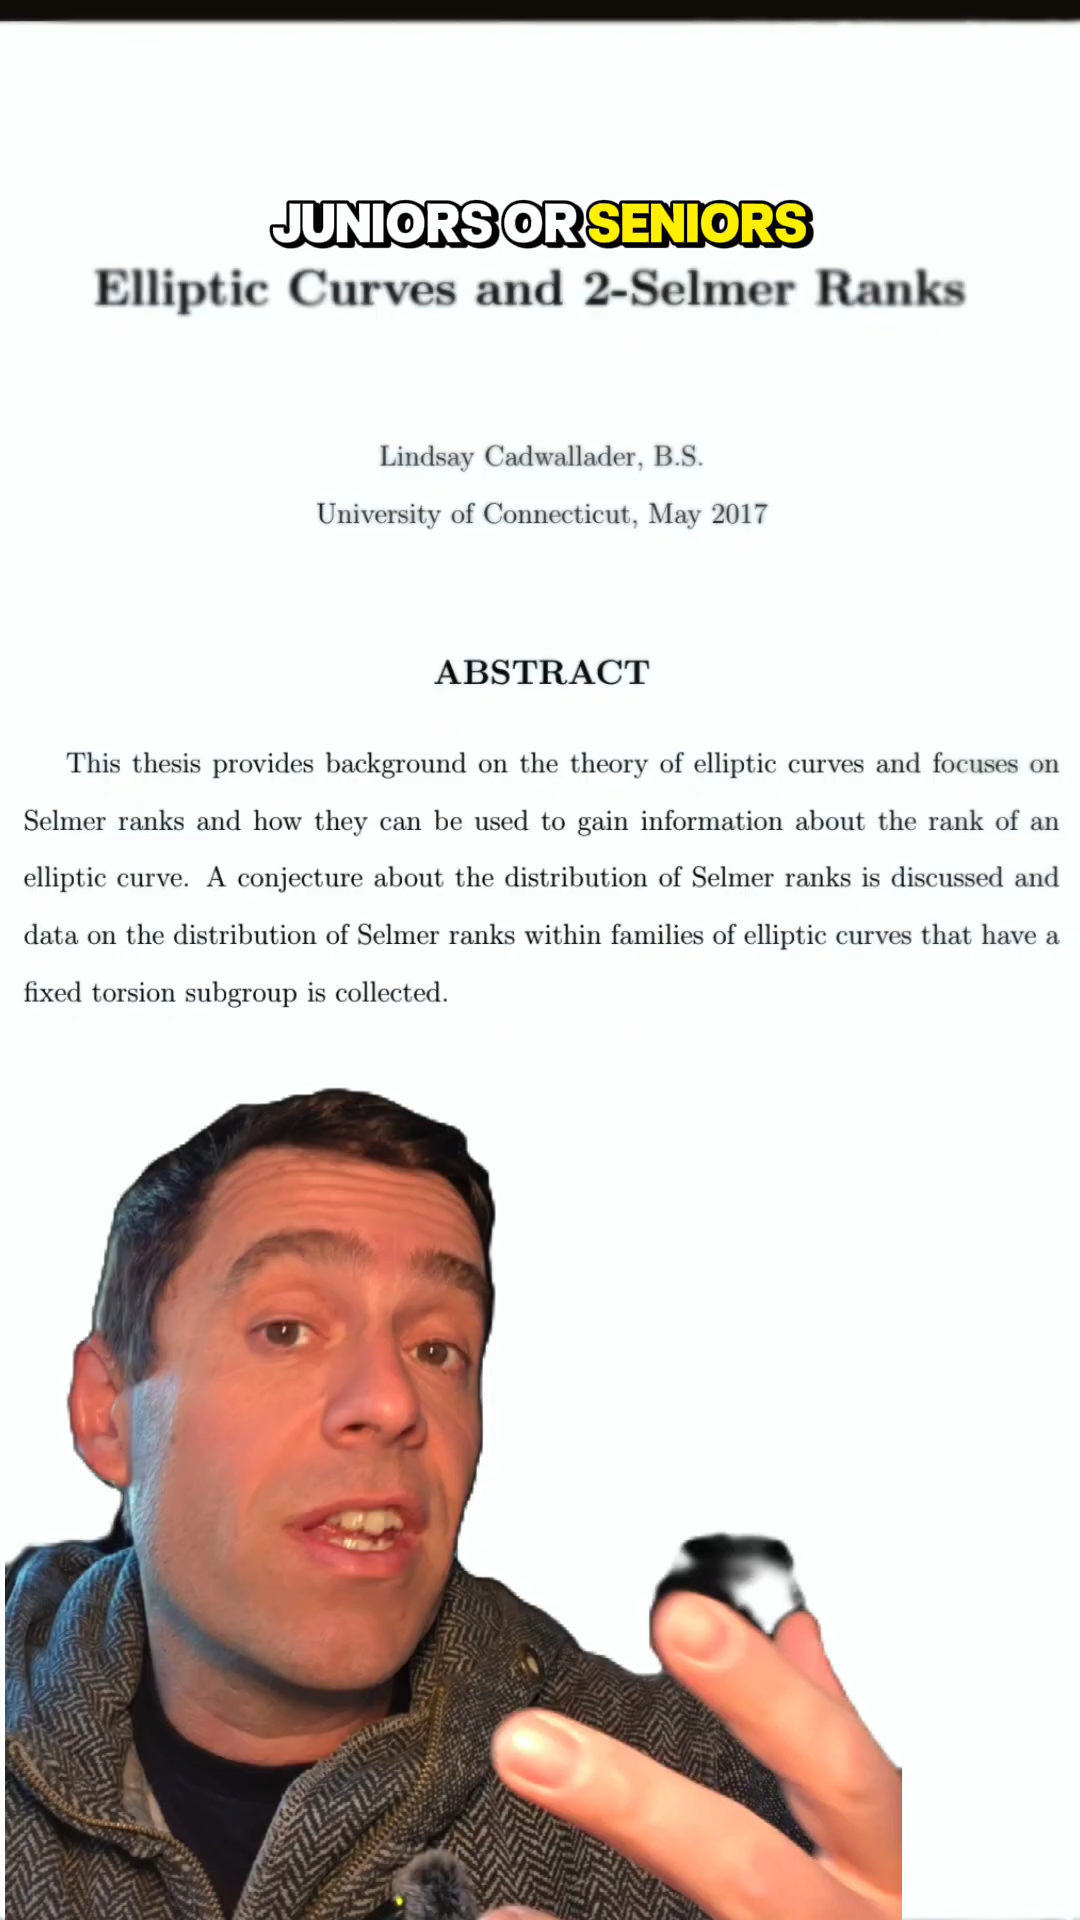 JUNIORS OR SENIORS
Elliptic Curves and 2-Selmer Ranks
Lindsay Cadwallader, B.S.
University of Connecticut, May 2017
ABSTRACT
This thesis provides background on the theory of elliptic curves and focuses on
Selmer ranks and how they can be used to gain information about the rank of an
elliptic curve. A conjecture about the distribution of Selmer ranks is discussed and
data on the distribution of Selmer ranks within families of elliptic curves that have a
fixed torsion subgroup is collected.